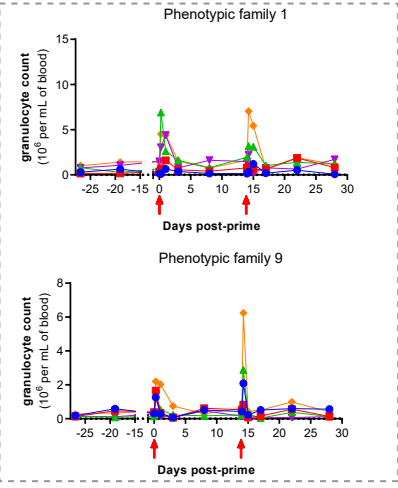 Phenotypic family 1
granulocyte count
(10⁶ per mL of blood)
15
10
5
0
-25 -20 -15 0 5 10 15 20 25 30
Days post-prime
Phenotypic family 9
granulocyte count
(10⁶ per mL of blood)
8
6
4
2
0
-25 -20 -15 0 5 10 15 20 25 30
Days post-prime